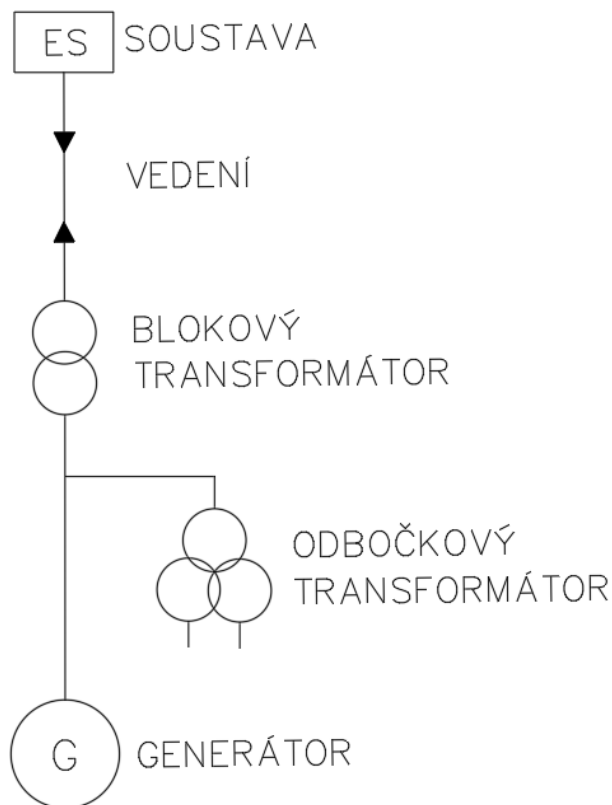 ES SOUSTAVA
VEDENÍ
BLOKOVÝ
TRANSFORMÁTOR
ODBOČKOVÝ
TRANSFORMÁTOR
G GENERÁTOR